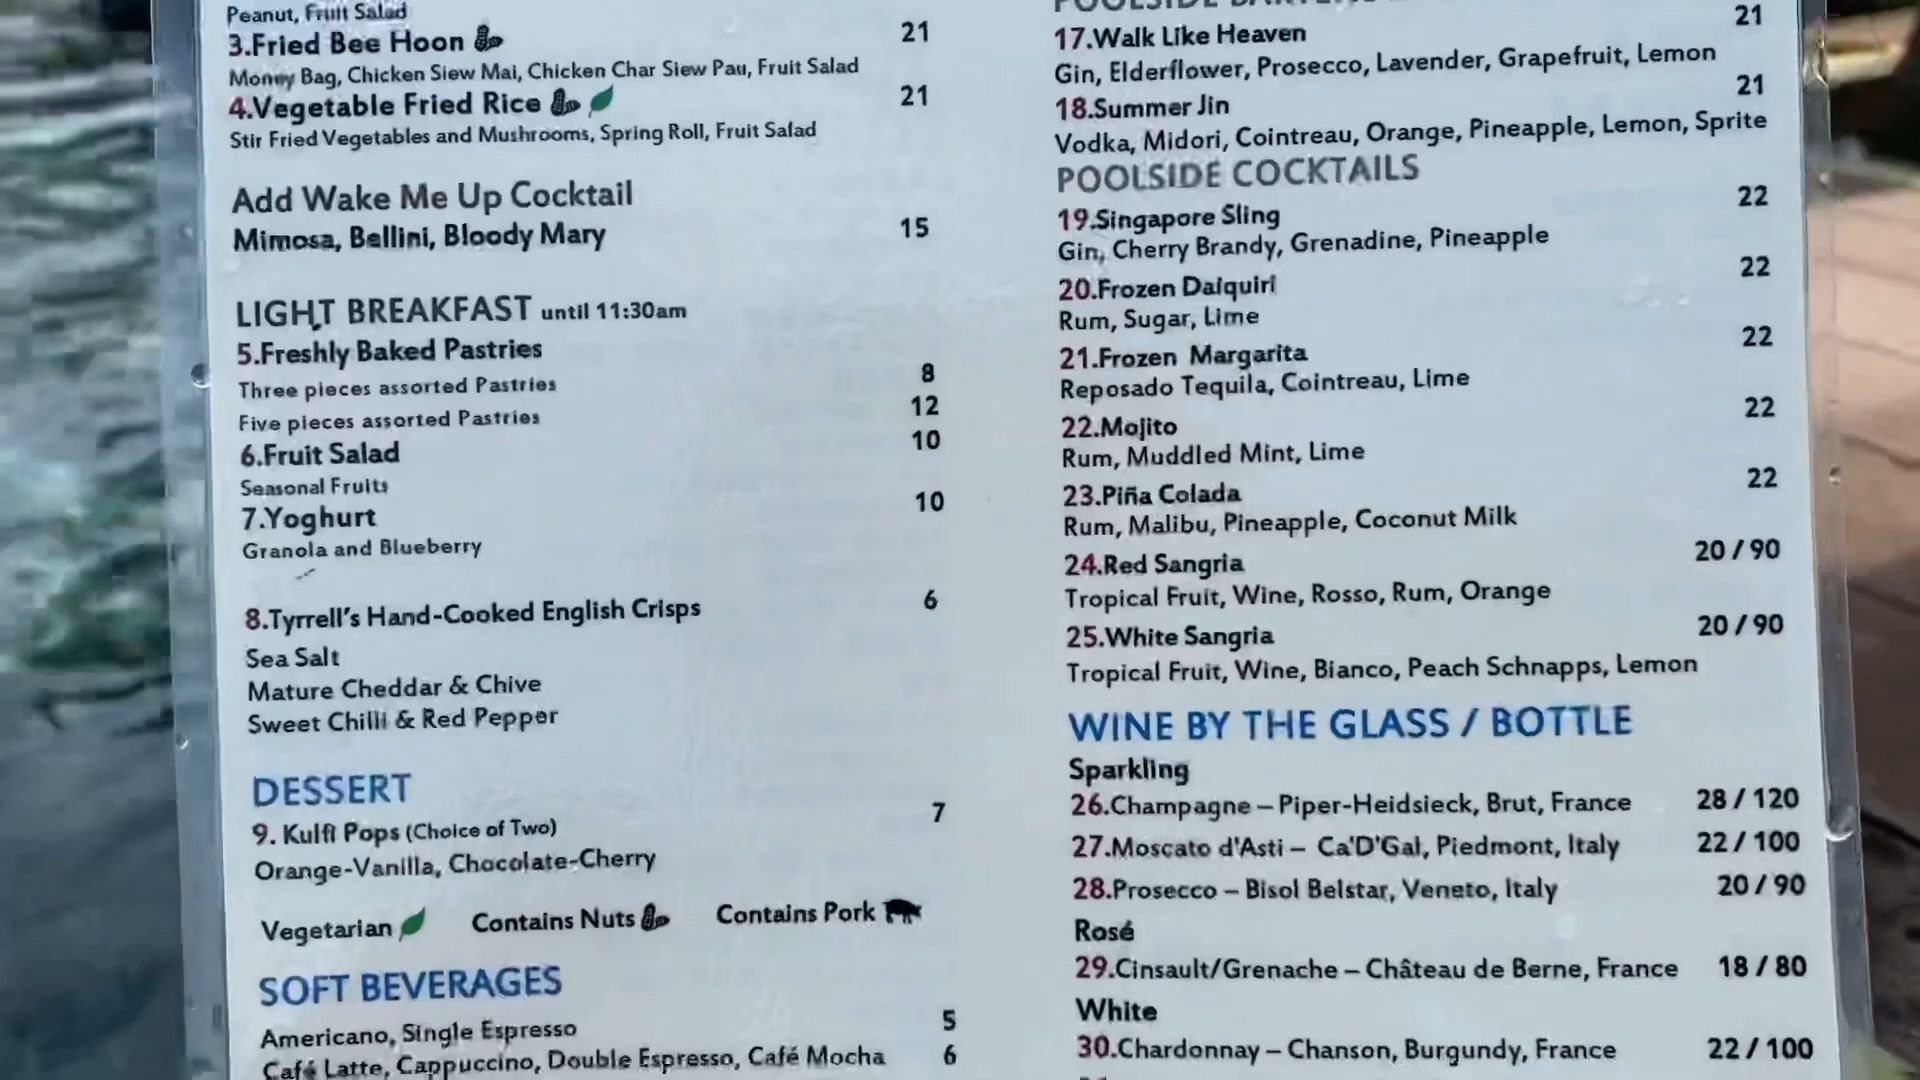 Peanut, Fruit Salad
3.Fried Bee Hoon 21
Money Bag, Chicken Siew Mai, Chicken Char Siew Pau, Fruit Salad
4.Vegetable Fried Rice 21
Stir Fried Vegetables and Mushrooms, Spring Roll, Fruit Salad
Add Wake Me Up Cocktail
Mimosa, Bellini, Bloody Mary 15
LIGHT BREAKFAST until 11:30am
5.Freshly Baked Pastries
Three pieces assorted Pastries 8
Five pieces assorted Pastries 12
6.Fruit Salad 10
Seasonal Fruits
7.Yoghurt 10
Granola and Blueberry
8.Tyrrell's Hand-Cooked English Crisps 6
Sea Salt
Mature Cheddar & Chive
Sweet Chilli & Red Pepper
DESSERT
9. Kulfi Pops (Choice of Two) 7
Orange-Vanilla, Chocolate-Cherry
Vegetarian Contains Nuts Contains Pork
SOFT BEVERAGES
Americano, Single Espresso 5
Café Latte, Cappuccino, Double Espresso, Café Mocha 6
POOLSIDE
17.Walk Like Heaven 21
Gin, Elderflower, Prosecco, Lavender, Grapefruit, Lemon
18.Summer Jin 21
Vodka, Midori, Cointreau, Orange, Pineapple, Lemon, Sprite
POOLSIDE COCKTAILS
19.Singapore Sling 22
Gin, Cherry Brandy, Grenadine, Pineapple
20.Frozen Daiquiri 22
Rum, Sugar, Lime
21.Frozen Margarita 22
Reposado Tequila, Cointreau, Lime
22.Mojito 22
Rum, Muddled Mint, Lime
23.Piña Colada 22
Rum, Malibu, Pineapple, Coconut Milk
24.Red Sangria 20 / 90
Tropical Fruit, Wine, Rosso, Rum, Orange
25.White Sangria 20 / 90
Tropical Fruit, Wine, Bianco, Peach Schnapps, Lemon
WINE BY THE GLASS / BOTTLE
Sparkling
26.Champagne – Piper-Heidsieck, Brut, France 28 / 120
27.Moscato d'Asti – Ca'D'Gal, Piedmont, Italy 22 / 100
28.Prosecco – Bisol Belstar, Veneto, Italy 20 / 90
Rosé
29.Cinsault/Grenache – Château de Berne, France 18 / 80
White
30.Chardonnay – Chanson, Burgundy, France 22 / 100